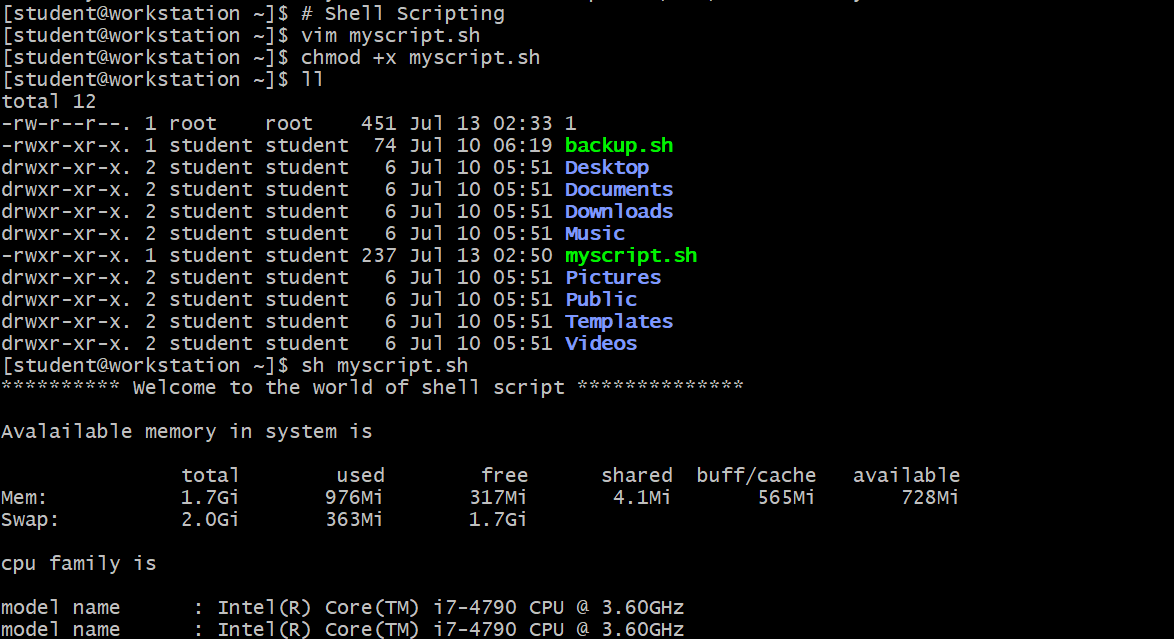 [student@workstation ~]$ # Shell Scripting
[student@workstation ~]$ vim myscript.sh
[student@workstation ~]$ chmod +x myscript.sh
[student@workstation ~]$ ll
total 12
-rw-r--r--. 1 root    root    451 Jul 13 02:33 1
-rwxr-xr-x. 1 student student  74 Jul 10 06:19 backup.sh
drwxr-xr-x. 2 student student   6 Jul 10 05:51 Desktop
drwxr-xr-x. 2 student student   6 Jul 10 05:51 Documents
drwxr-xr-x. 2 student student   6 Jul 10 05:51 Downloads
drwxr-xr-x. 2 student student   6 Jul 10 05:51 Music
-rwxr-xr-x. 1 student student 237 Jul 13 02:50 myscript.sh
drwxr-xr-x. 2 student student   6 Jul 10 05:51 Pictures
drwxr-xr-x. 2 student student   6 Jul 10 05:51 Public
drwxr-xr-x. 2 student student   6 Jul 10 05:51 Templates
drwxr-xr-x. 2 student student   6 Jul 10 05:51 Videos
[student@workstation ~]$ sh myscript.sh
********** Welcome to the world of shell script **************
Avalailable memory in system is
               total        used        free      shared  buff/cache   available
Mem:           1.7Gi       976Mi       317Mi       4.1Mi       565Mi       728Mi
Swap:          2.0Gi       363Mi       1.7Gi
cpu family is
model name      : Intel(R) Core(TM) i7-4790 CPU @ 3.60GHz
model name      : Intel(R) Core(TM) i7-4790 CPU @ 3.60GHz